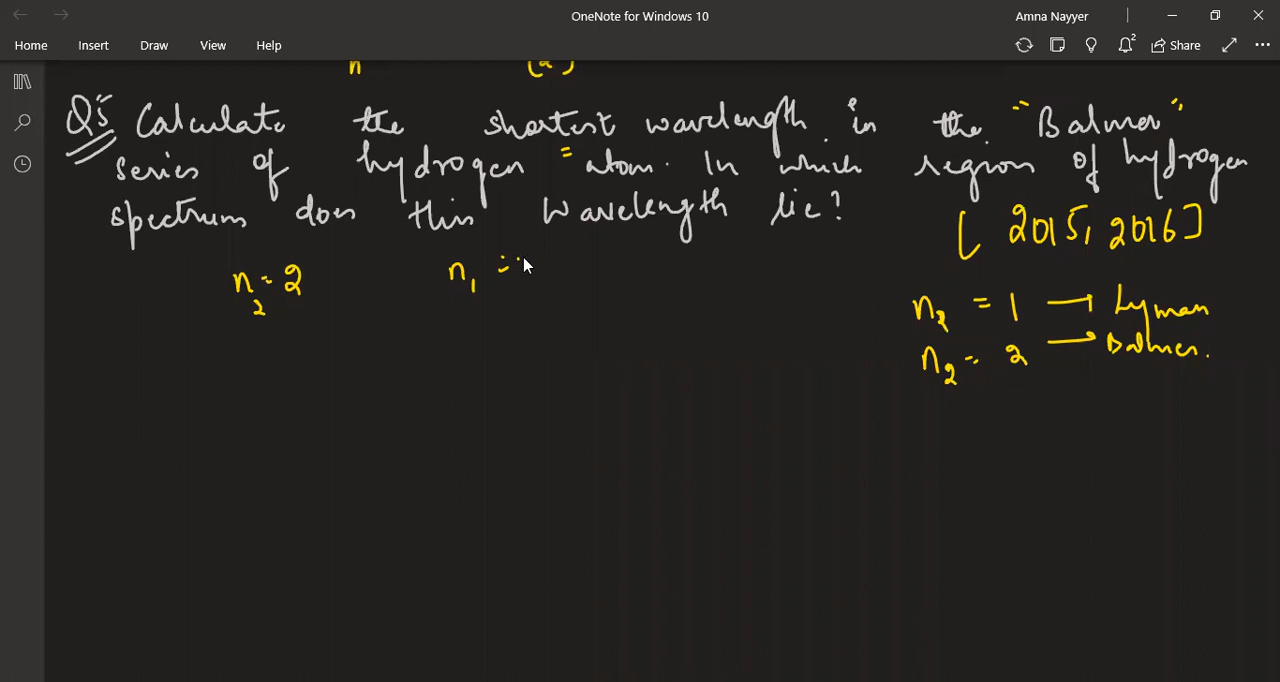 OneNote for Windows 10
Amna Nayyer
Home Insert Draw View Help
2
Share
n (2)
Q5 Calculate the shortest wavelength in the "Balmer"
series of hydrogen atom. In which region of hydrogen
spectrum does this wavelength lie?
[2015, 2016]
n₂ = 2 n₁ =
n₂ = 1 → Lyman
n₂ = 2 → Balmer.